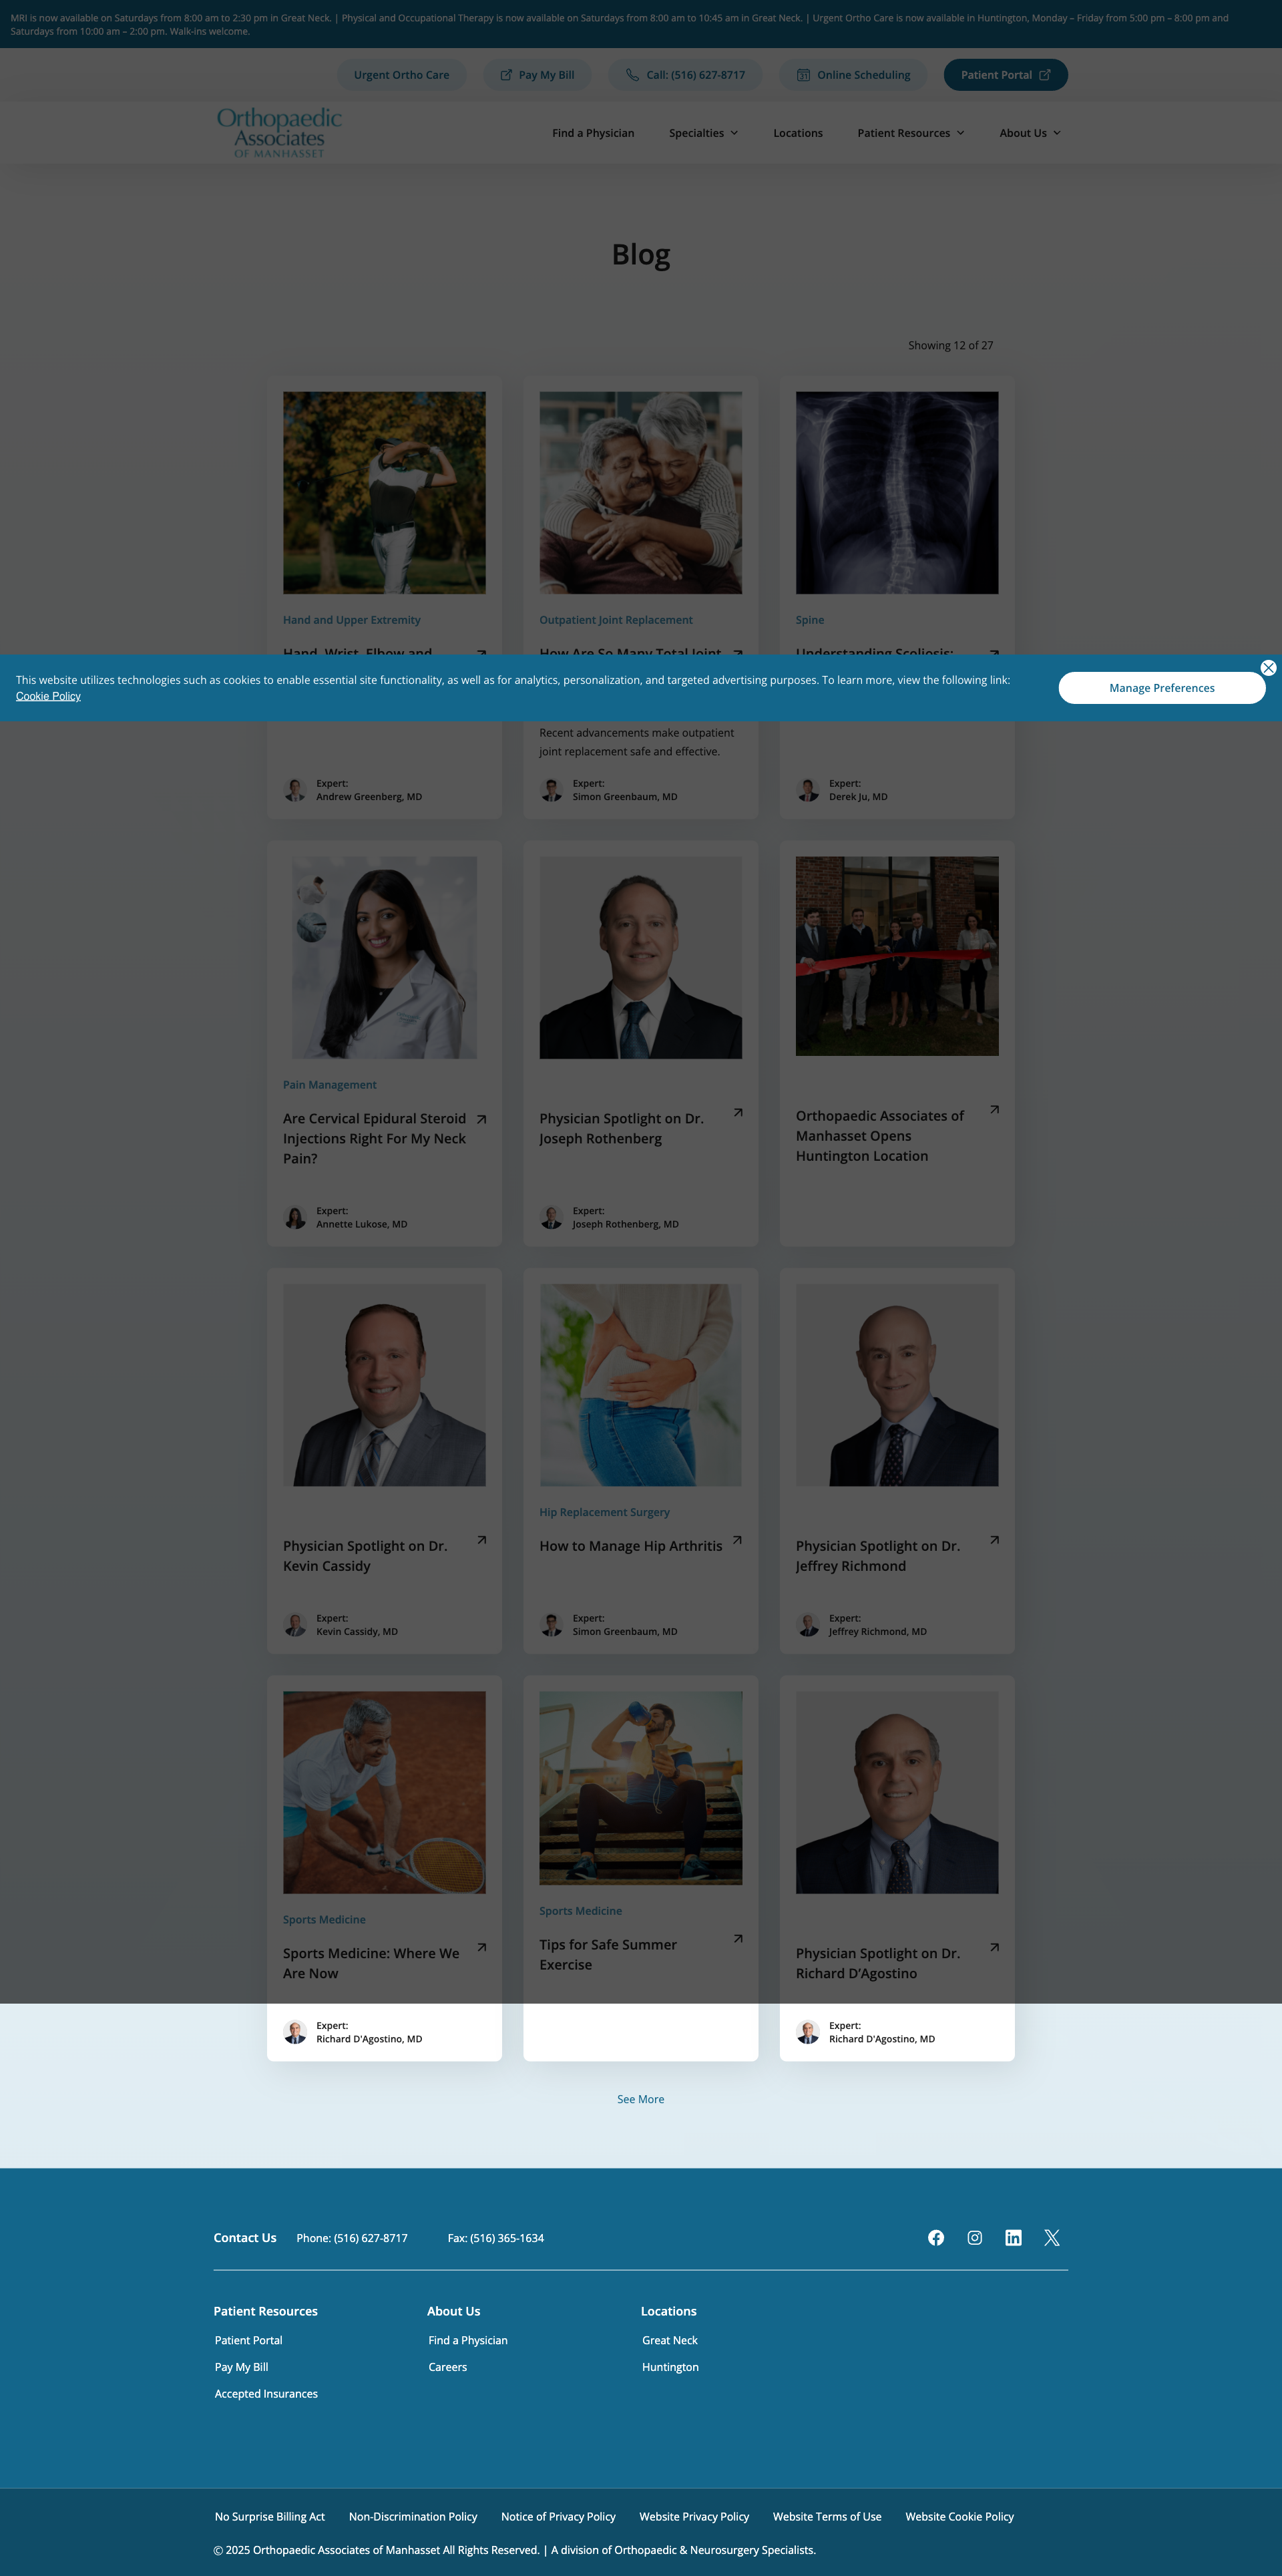 MRI is now available on Saturdays from 8:00 am to 2:30 pm in Great Neck. | Physical and Occupational Therapy is now available on Saturdays from 8:00 am to 10:45 am in Great Neck. | Urgent Ortho Care is now available in Huntington, Monday – Friday from 5:00 pm – 8:00 pm and
Saturdays from 10:00 am – 2:00 pm. Walk-ins welcome.
Urgent Ortho Care
Pay My Bill
Call: (516) 627-8717
Online Scheduling
Patient Portal
Orthopaedic
Associates
OF MANHASSET
Find a Physician
Specialties
Locations
Patient Resources
About Us
Blog
Showing 12 of 27
Hand and Upper Extremity
Outpatient Joint Replacement
Spine
Hand, Wrist, Elbow and
How Are So Many Total Joint
Understanding Scoliosis:
This website utilizes technologies such as cookies to enable essential site functionality, as well as for analytics, personalization, and targeted advertising purposes. To learn more, view the following link:
Cookie Policy
Manage Preferences
Recent advancements make outpatient
joint replacement safe and effective.
Expert:
Andrew Greenberg, MD
Expert:
Simon Greenbaum, MD
Expert:
Derek Ju, MD
Pain Management
Are Cervical Epidural Steroid
Injections Right For My Neck
Pain?
Expert:
Annette Lukose, MD
Physician Spotlight on Dr.
Joseph Rothenberg
Expert:
Joseph Rothenberg, MD
Orthopaedic Associates of
Manhasset Opens
Huntington Location
Physician Spotlight on Dr.
Kevin Cassidy
Expert:
Kevin Cassidy, MD
Hip Replacement Surgery
How to Manage Hip Arthritis
Expert:
Simon Greenbaum, MD
Physician Spotlight on Dr.
Jeffrey Richmond
Expert:
Jeffrey Richmond, MD
Sports Medicine
Sports Medicine: Where We
Are Now
Expert:
Richard D'Agostino, MD
Sports Medicine
Tips for Safe Summer
Exercise
Physician Spotlight on Dr.
Richard D’Agostino
Expert:
Richard D'Agostino, MD
See More
Contact Us
Phone: (516) 627-8717
Fax: (516) 365-1634
Patient Resources
Patient Portal
Pay My Bill
Accepted Insurances
About Us
Find a Physician
Careers
Locations
Great Neck
Huntington
No Surprise Billing Act
Non-Discrimination Policy
Notice of Privacy Policy
Website Privacy Policy
Website Terms of Use
Website Cookie Policy
© 2025 Orthopaedic Associates of Manhasset All Rights Reserved. | A division of Orthopaedic & Neurosurgery Specialists.